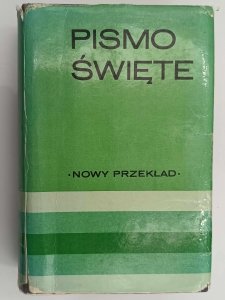 PISMO
ŚWIĘTE
·NOWY PRZEKŁAD·